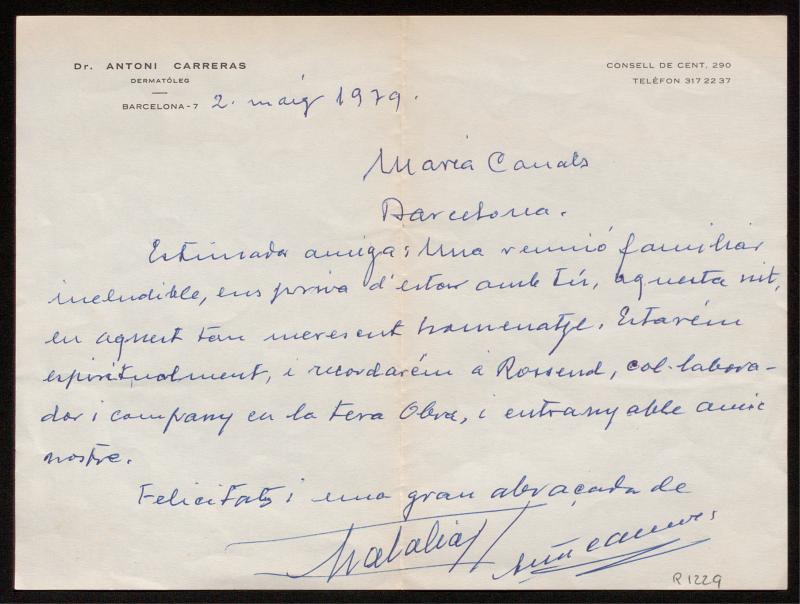 Dr. ANTONI CARRERAS
DERMATÒLEG
BARCELONA-7
CONSELL DE CENT, 290
TELÈFON 317 22 37
2. maig 1979.
Maria Canals
Barcelona.
Estimada amiga: Una reunió familiar
ineludible, ens priva d'estar amb tú, aquesta nit,
en aquest tan meresent homenatge. Estarém
espiritualment, i recordarém a Rossend, col·labora-
dor i company en la teva Obra, i entranyable amic
nostre.
Felicitats i una gran abraçada de
Natalia
R 1229